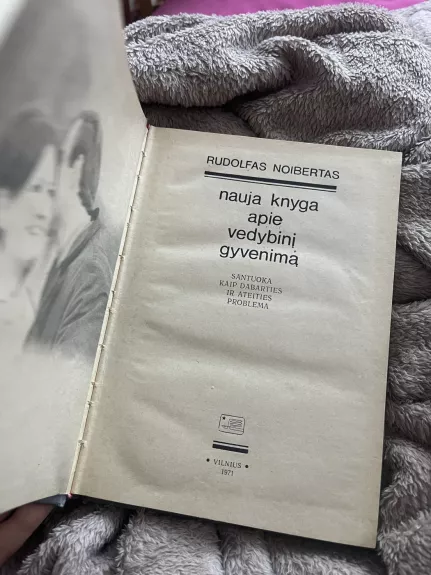 RUDOLFAS NOIBERTAS
nauja knyga
apie
vedybinį
gyvenimą
SANTUOKA
KAIP DABARTIES
IR ATEITIES
PROBLEMA
• VILNIUS •
1971